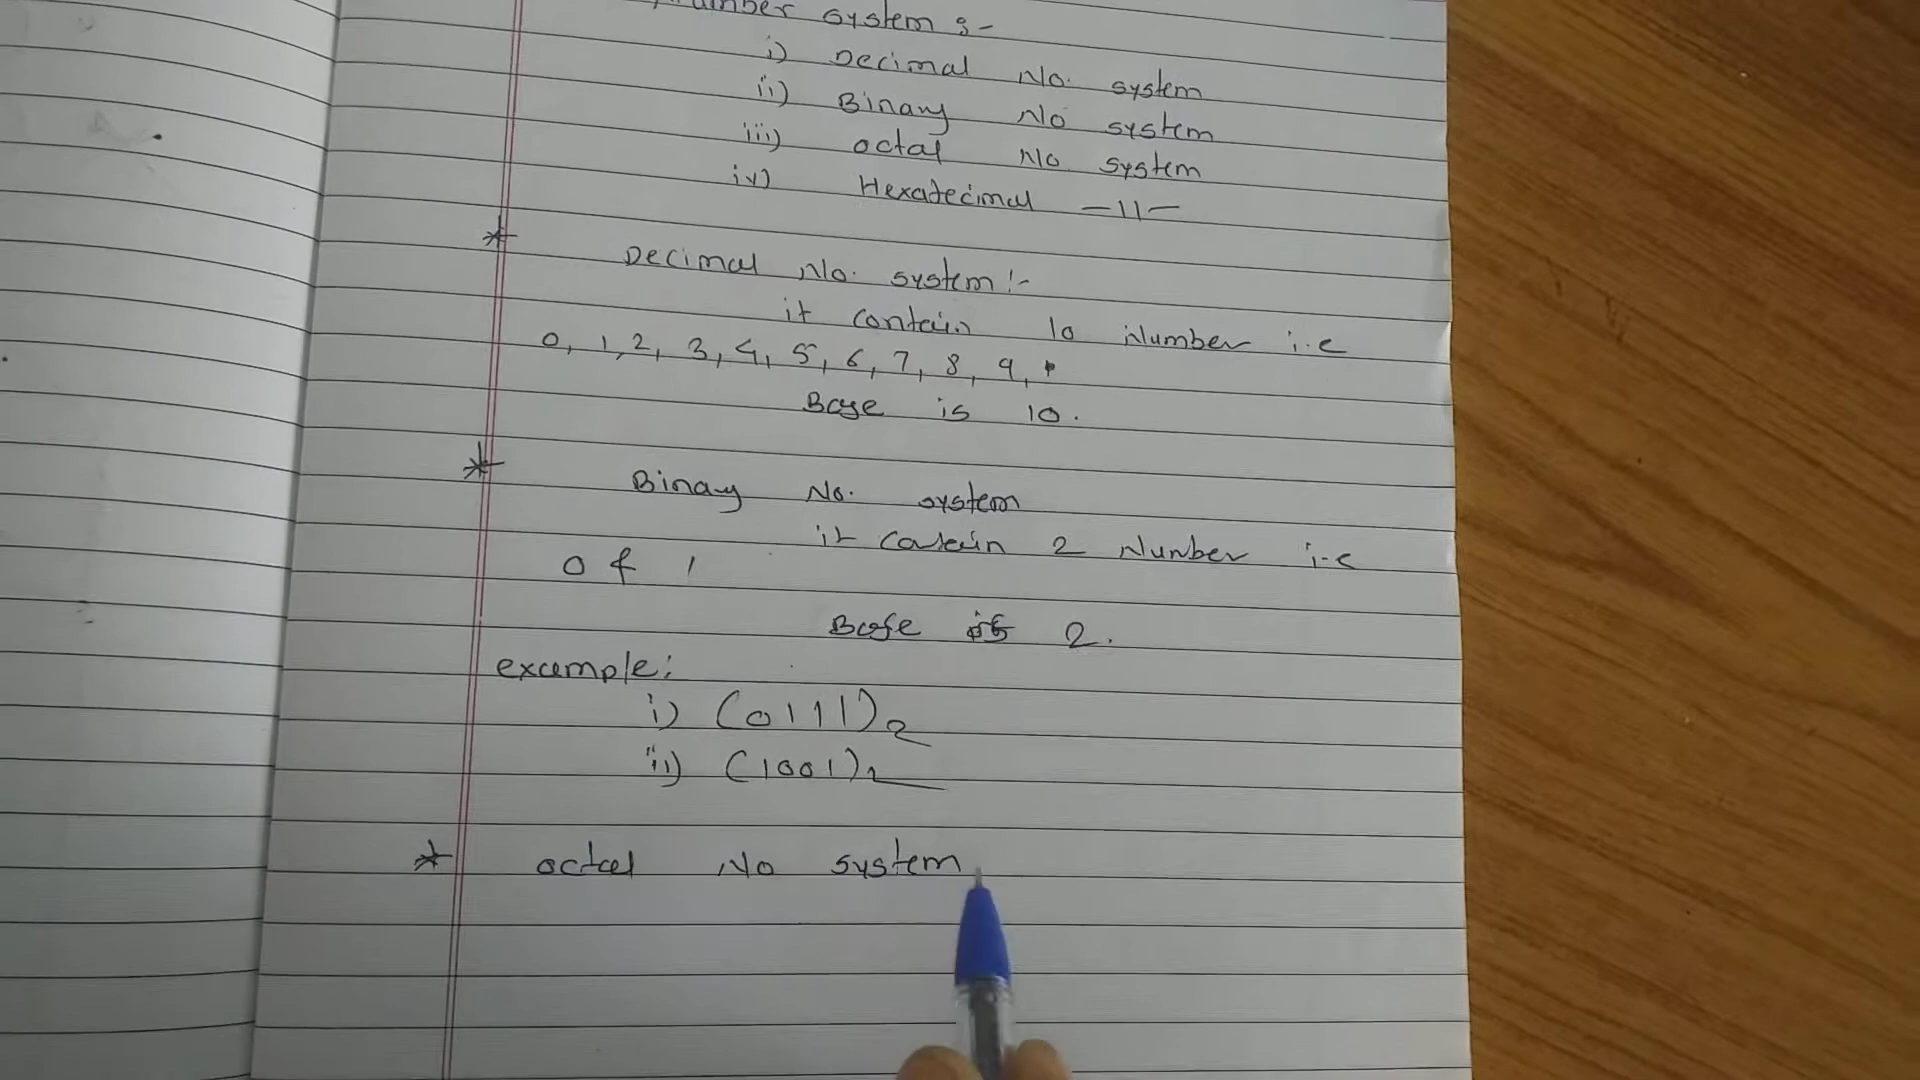 Number system :-
i) Decimal No. system
ii) Binary No system
iii) octal No. system
iv) Hexatecimal —11—
* Decimal No. system :-
it contain 10 Number i.e
0, 1, 2, 3, 4, 5, 6, 7, 8, 9,
Base is 10.
* Binary No. system
it contain 2 Number i.e
0 & 1
Base is 2.
example:
i) (0111)2
ii) (1001)2
* octal No system